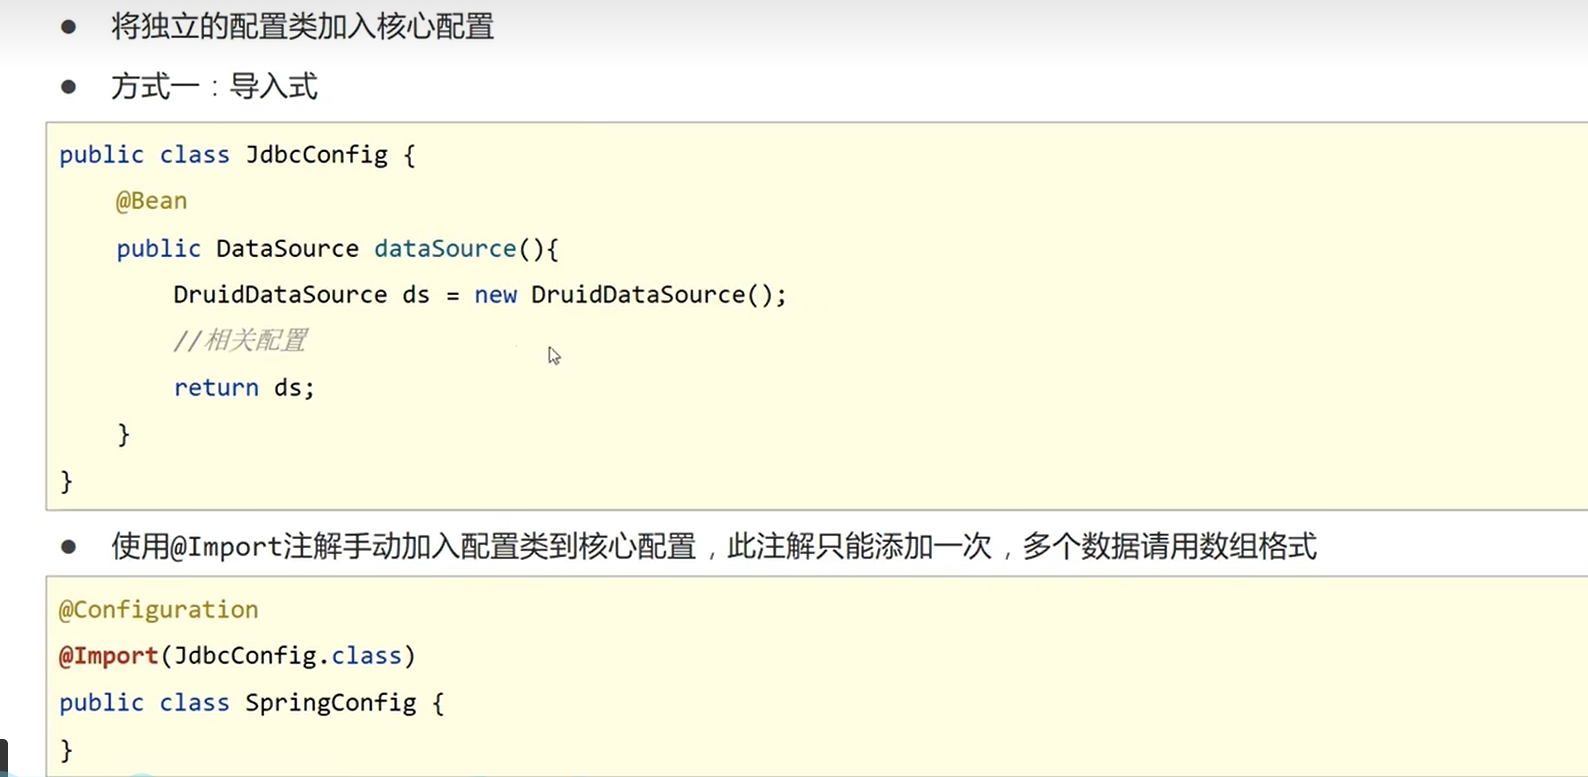 ● 将独立的配置类加入核心配置
● 方式一：导入式
public class JdbcConfig {
    @Bean
    public DataSource dataSource(){
        DruidDataSource ds = new DruidDataSource();
        //相关配置
        return ds;
    }
}
● 使用@Import注解手动加入配置类到核心配置，此注解只能添加一次，多个数据请用数组格式
@Configuration
@Import(JdbcConfig.class)
public class SpringConfig {
}